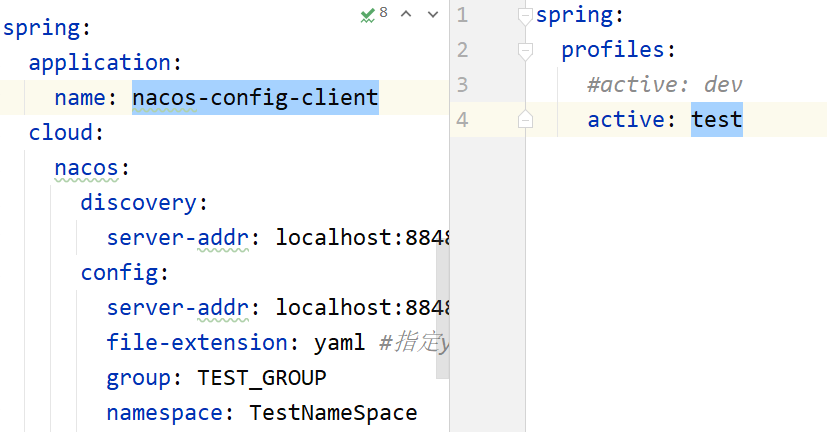 spring:
  application:
    name: nacos-config-client
  cloud:
    nacos:
      discovery:
        server-addr: localhost:8848
      config:
        server-addr: localhost:8848
        file-extension: yaml #指定y
        group: TEST_GROUP
        namespace: TestNameSpace
8
1 spring:
2   profiles:
3     #active: dev
4     active: test